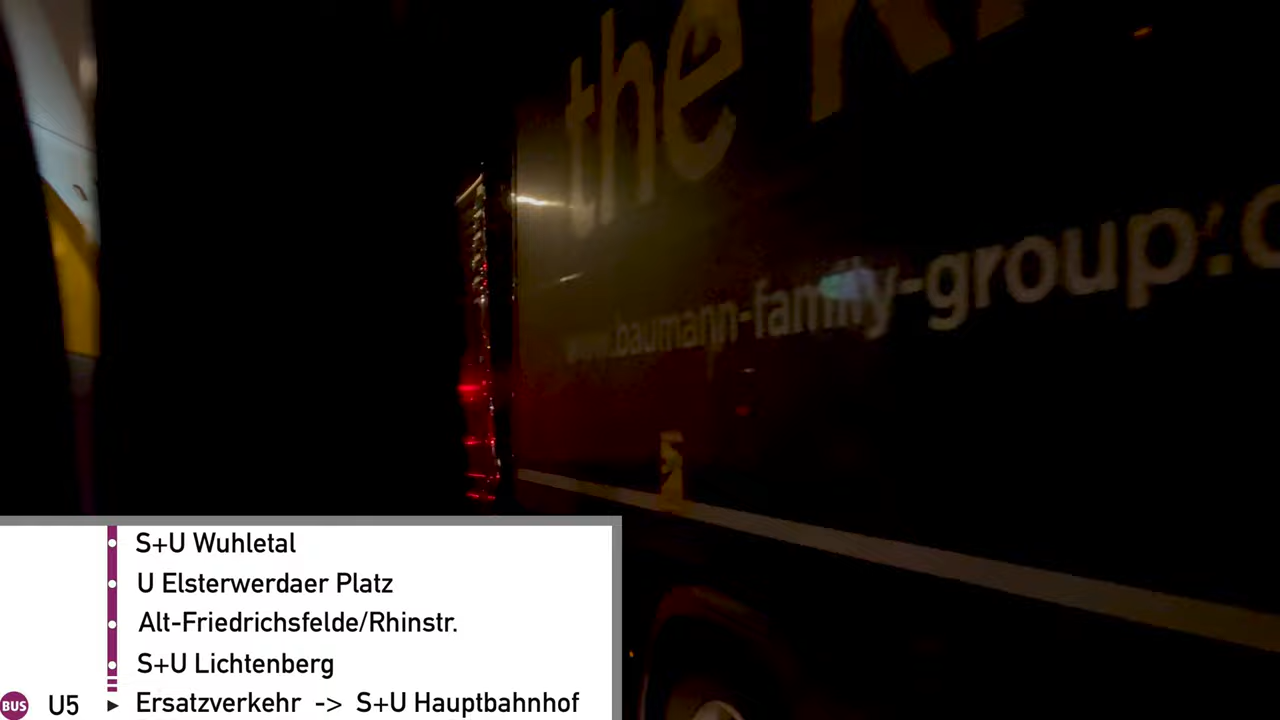 the
www.baumann-family-group.c
S+U Wuhletal
U Elsterwerdaer Platz
Alt-Friedrichsfelde/Rhinstr.
S+U Lichtenberg
BUS U5 ► Ersatzverkehr -> S+U Hauptbahnhof